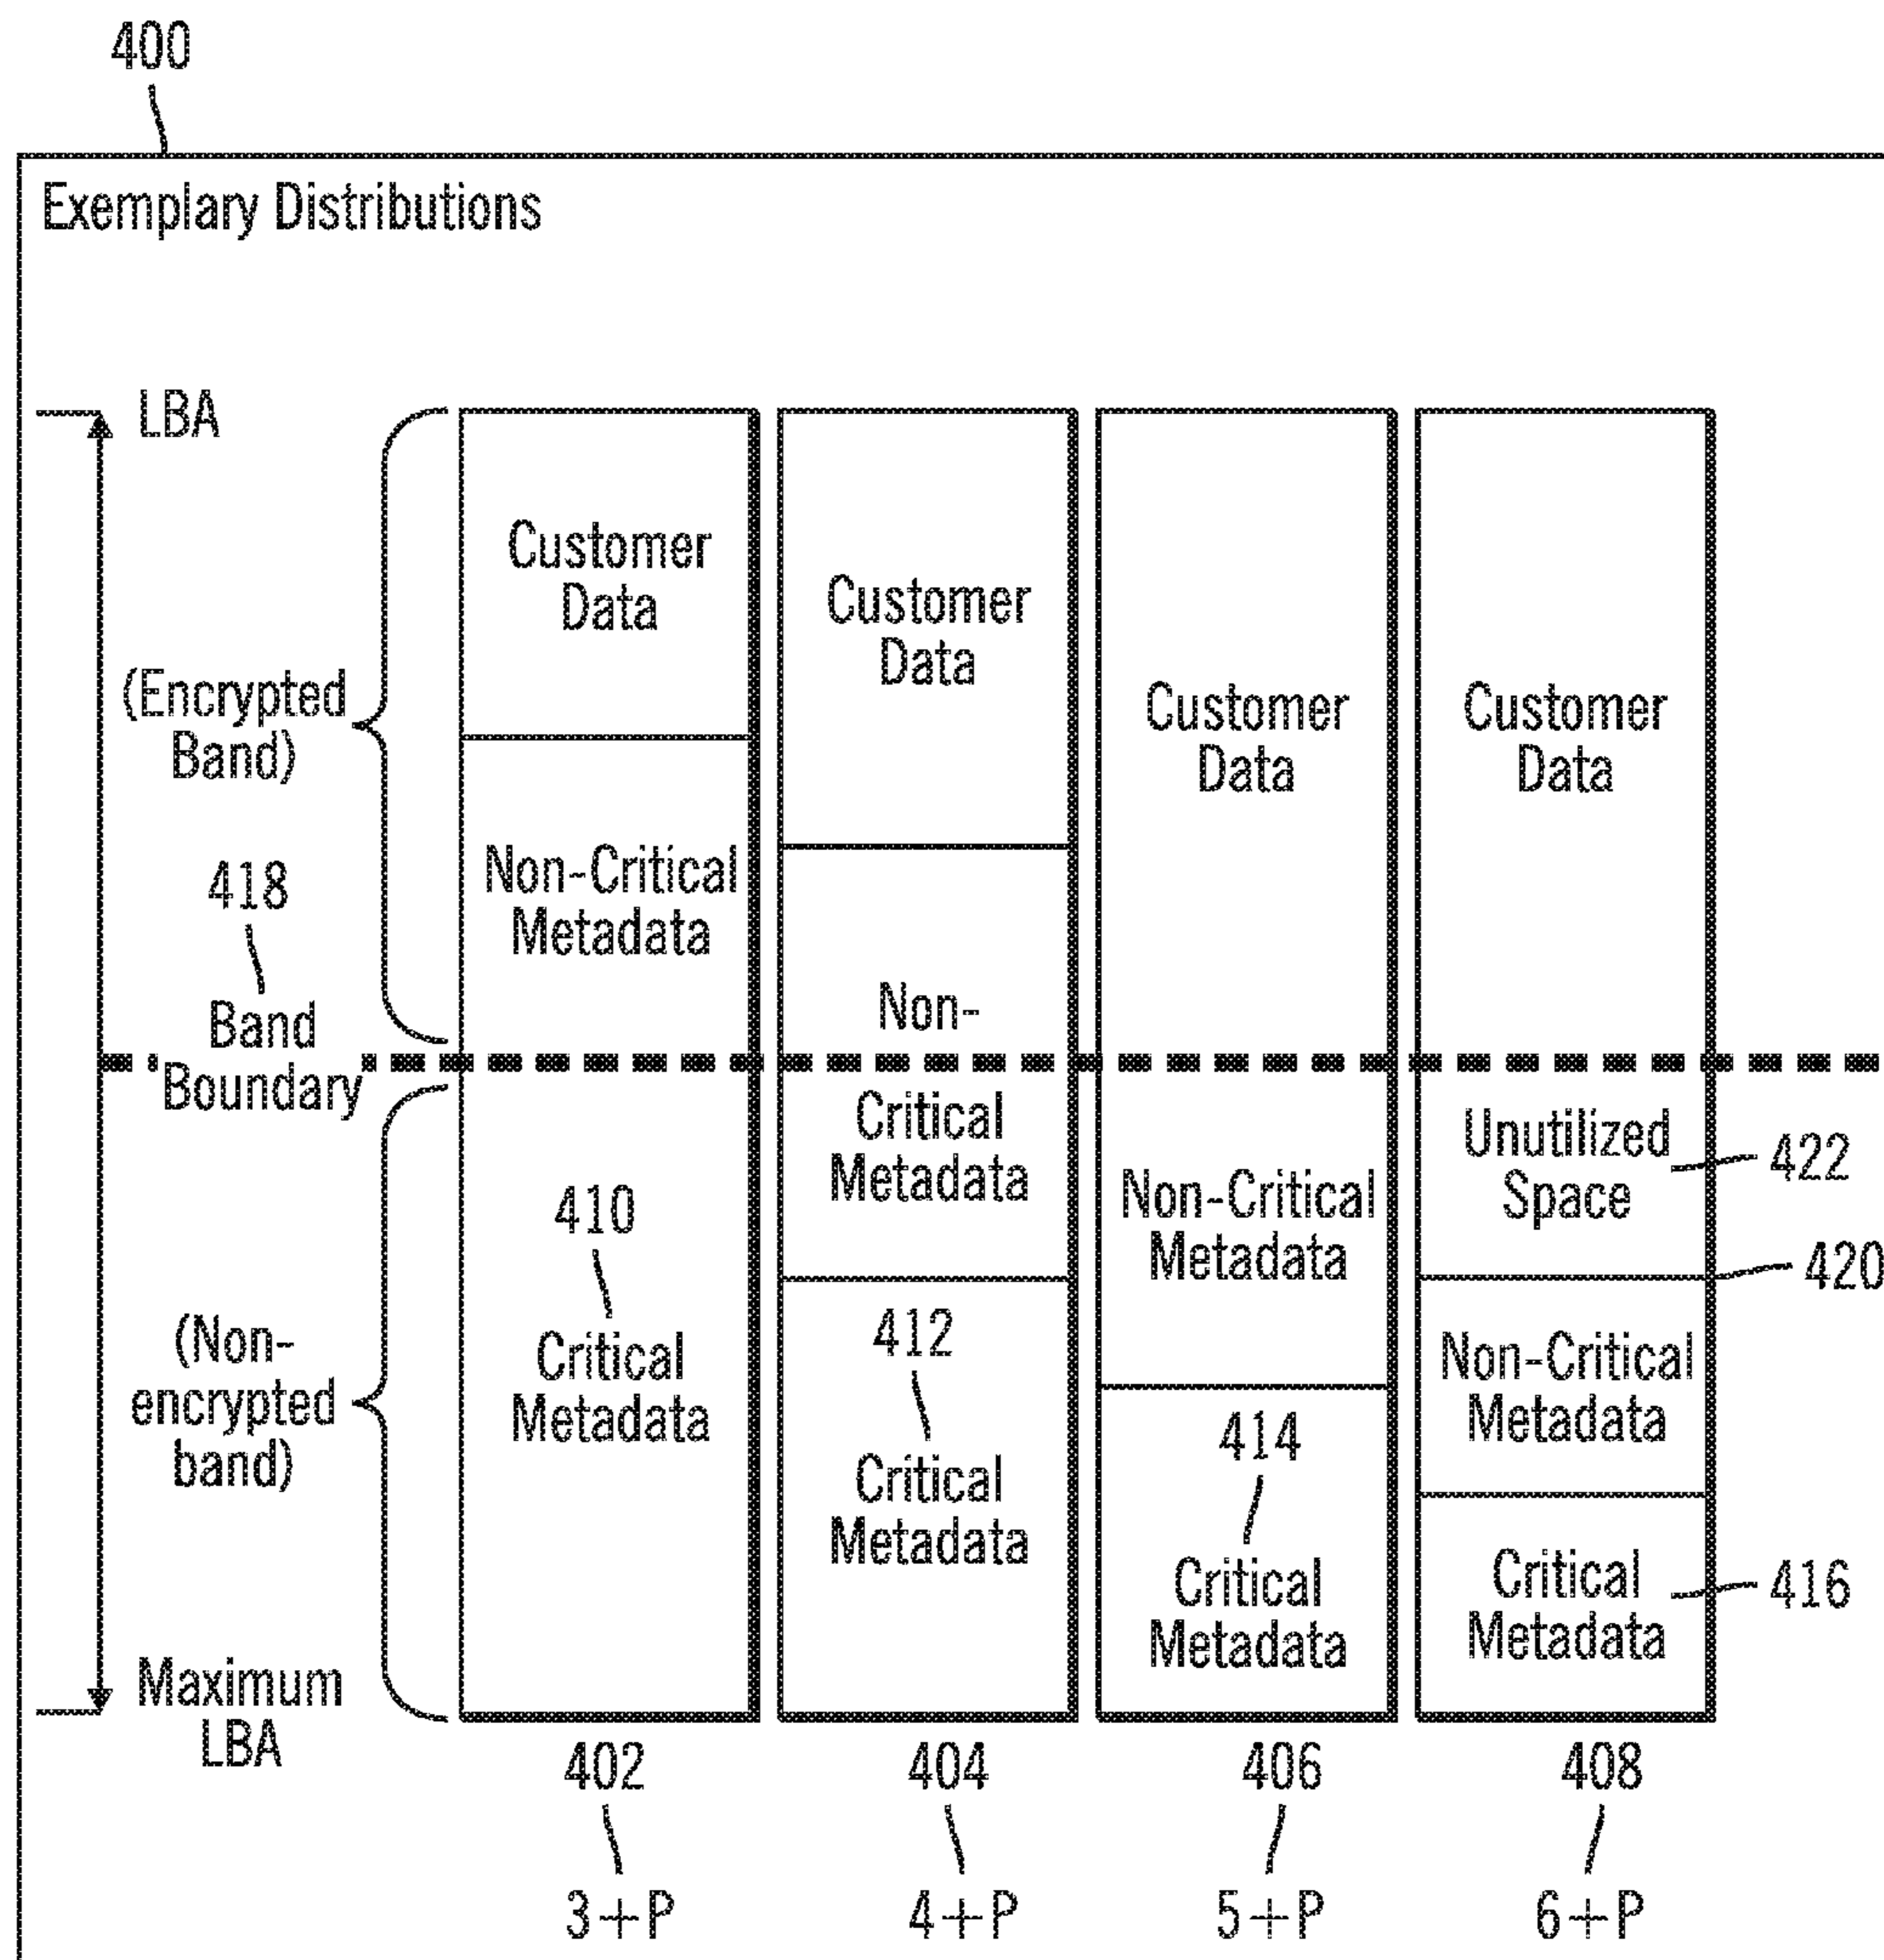 400
Exemplary Distributions
LBA
(Encrypted
Band)
418
Band
Boundary
(Non-
encrypted
band)
Maximum
LBA
Customer
Data
Non-Critical
Metadata
410
Critical
Metadata
402
3+P
Customer
Data
Non-
Critical
Metadata
412
Critical
Metadata
404
4+P
Customer
Data
Non-Critical
Metadata
414
Critical
Metadata
406
5+P
Customer
Data
Unutilized
Space
422
420
Non-Critical
Metadata
Critical
Metadata
416
408
6+P